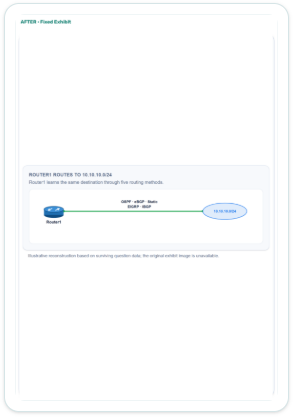 AFTER - Fixed Exhibit
ROUTER1 ROUTES TO 10.10.10.0/24
Router1 learns the same destination through five routing methods.
OSPF · eBGP · Static
EIGRP · iBGP
Router1
10.10.10.0/24
Illustrative reconstruction based on surviving question data; the original exhibit image is unavailable.